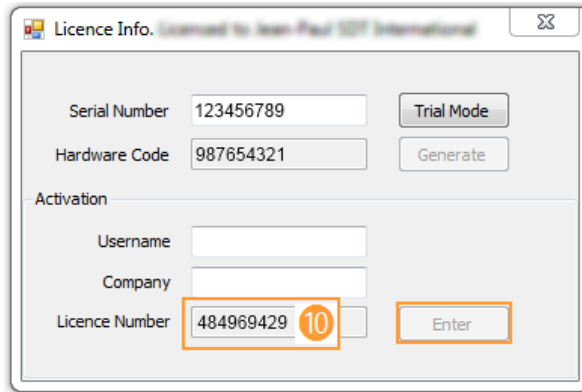 Licence Info.
Serial Number 123456789 Trial Mode
Hardware Code 987654321 Generate
Activation
Username
Company
Licence Number 484969429 10 Enter